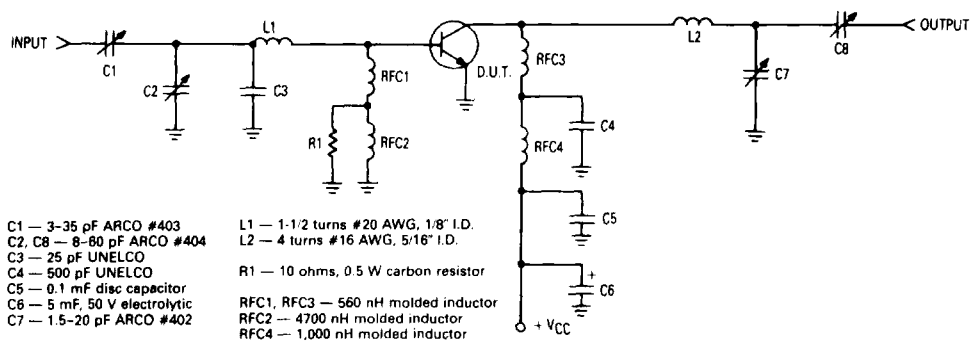 INPUT
C1
C2
L1
C3
RFC1
R1
RFC2
D.U.T.
RFC3
C4
RFC4
C5
+
C6
+ VCC
L2
C7
C8
OUTPUT
C1 — 3-35 pF ARCO #403
C2, C8 — 8-60 pF ARCO #404
C3 — 25 pF UNELCO
C4 — 500 pF UNELCO
C5 — 0.1 mF disc capacitor
C6 — 5 mF, 50 V electrolytic
C7 — 1.5-20 pF ARCO #402
L1 — 1-1/2 turns #20 AWG, 1/8" I.D.
L2 — 4 turns #16 AWG, 5/16" I.D.
R1 — 10 ohms, 0.5 W carbon resistor
RFC1, RFC3 — 560 nH molded inductor
RFC2 — 4700 nH molded inductor
RFC4 — 1,000 nH molded inductor